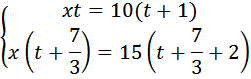 xt = 10(t + 1)
x(t + 7/3) = 15(t + 7/3 + 2)